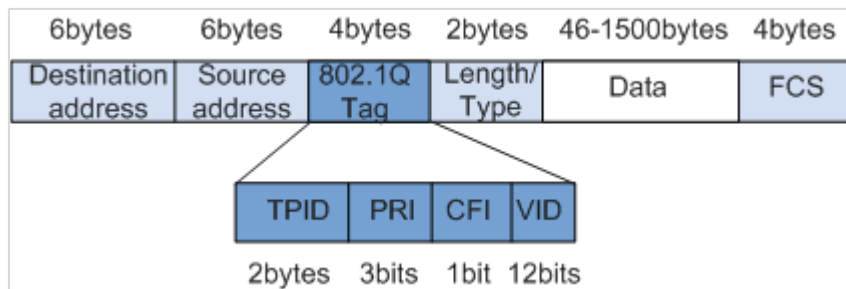 6bytes 6bytes 4bytes 2bytes 46-1500bytes 4bytes
Destination address Source address 802.1Q Tag Length/Type Data FCS
TPID PRI CFI VID
2bytes 3bits 1bit 12bits